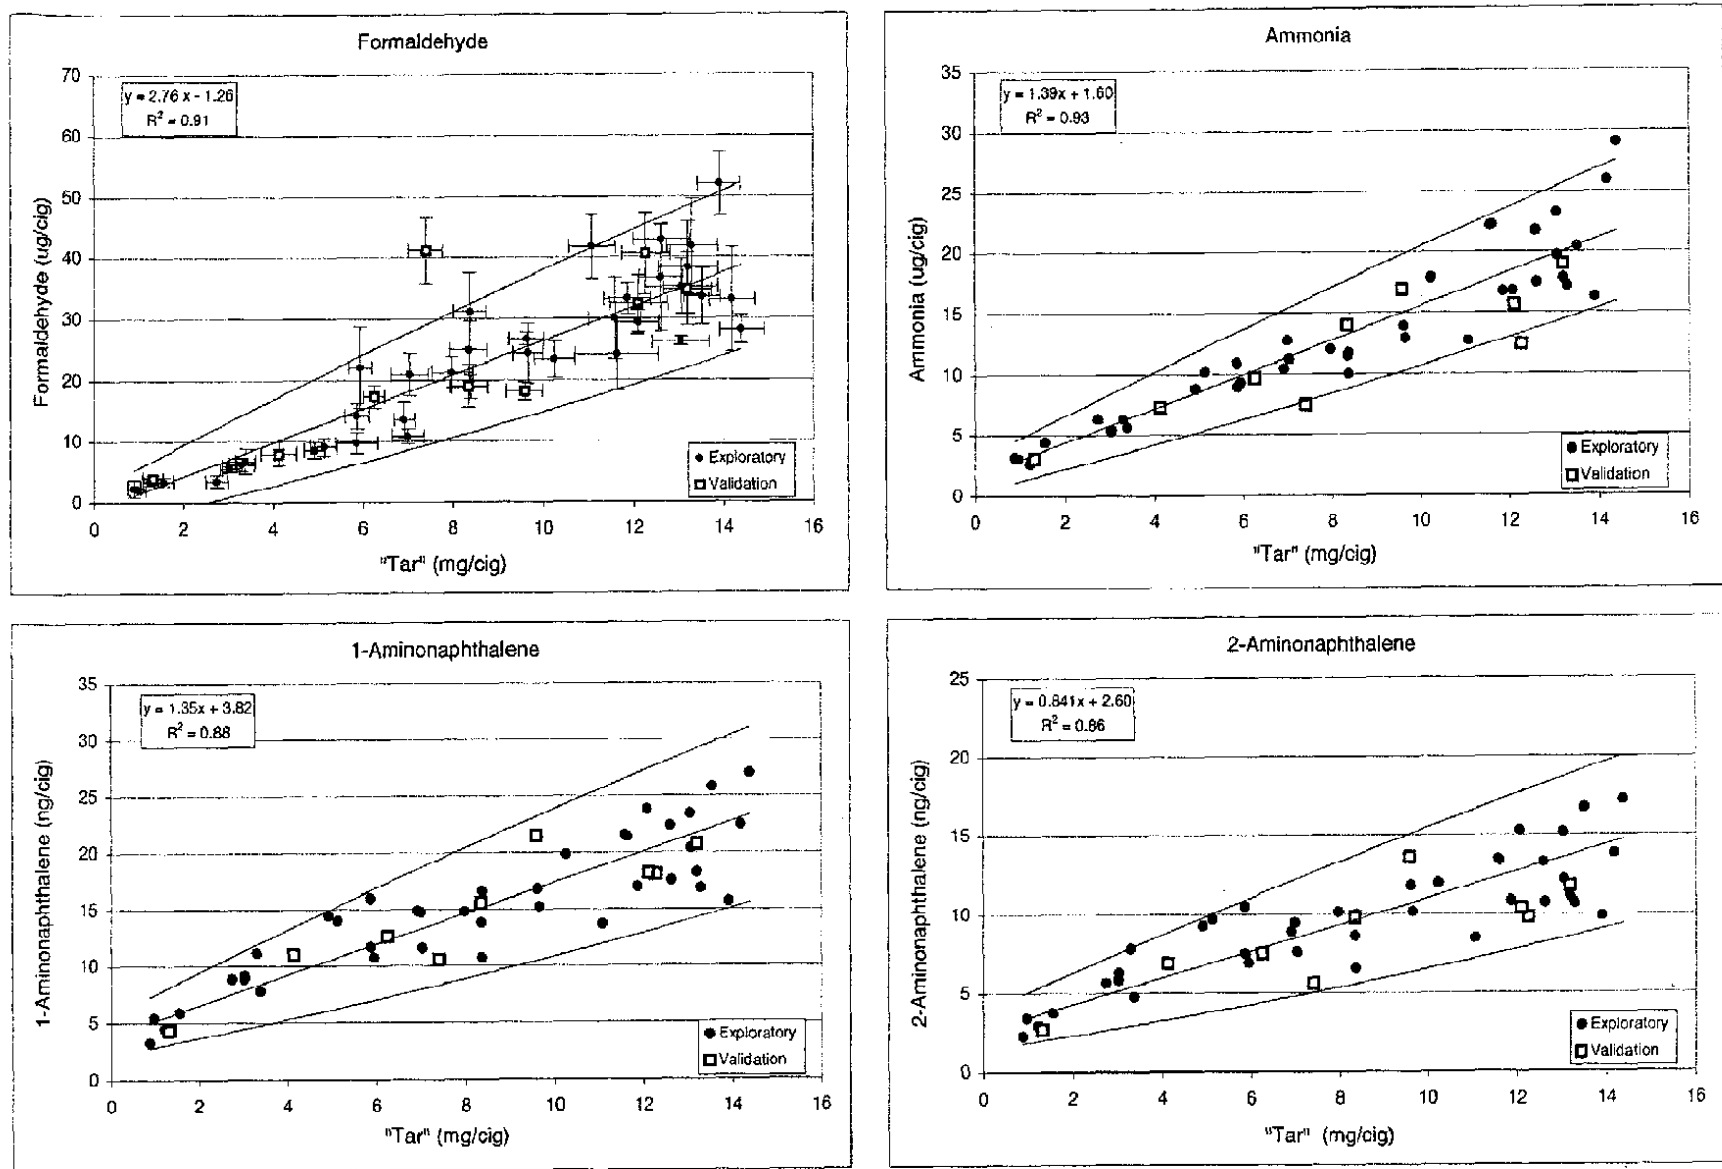 Formaldehyde
70
60
50
40
30
20
10
0
y = 2.76 x - 1.26
R² = 0.91
Formaldehyde (ug/cig)
Exploratory
Validation
0 2 4 6 8 10 12 14 16
"Tar" (mg/cig)
Ammonia
35
30
25
20
15
10
5
0
y = 1.39x + 1.60
R² = 0.93
Ammonia (ug/cig)
Exploratory
Validation
0 2 4 6 8 10 12 14 16
"Tar" (mg/cig)
1-Aminonaphthalene
35
30
25
20
15
10
5
0
y = 1.35x + 3.82
R² = 0.88
1-Aminonaphthalene (ng/cig)
Exploratory
Validation
0 2 4 6 8 10 12 14 16
"Tar" (mg/cig)
2-Aminonaphthalene
25
20
15
10
5
0
y = 0.841x + 2.60
R² = 0.86
2-Aminonaphthalene (ng/cig)
Exploratory
Validation
0 2 4 6 8 10 12 14 16
"Tar" (mg/cig)